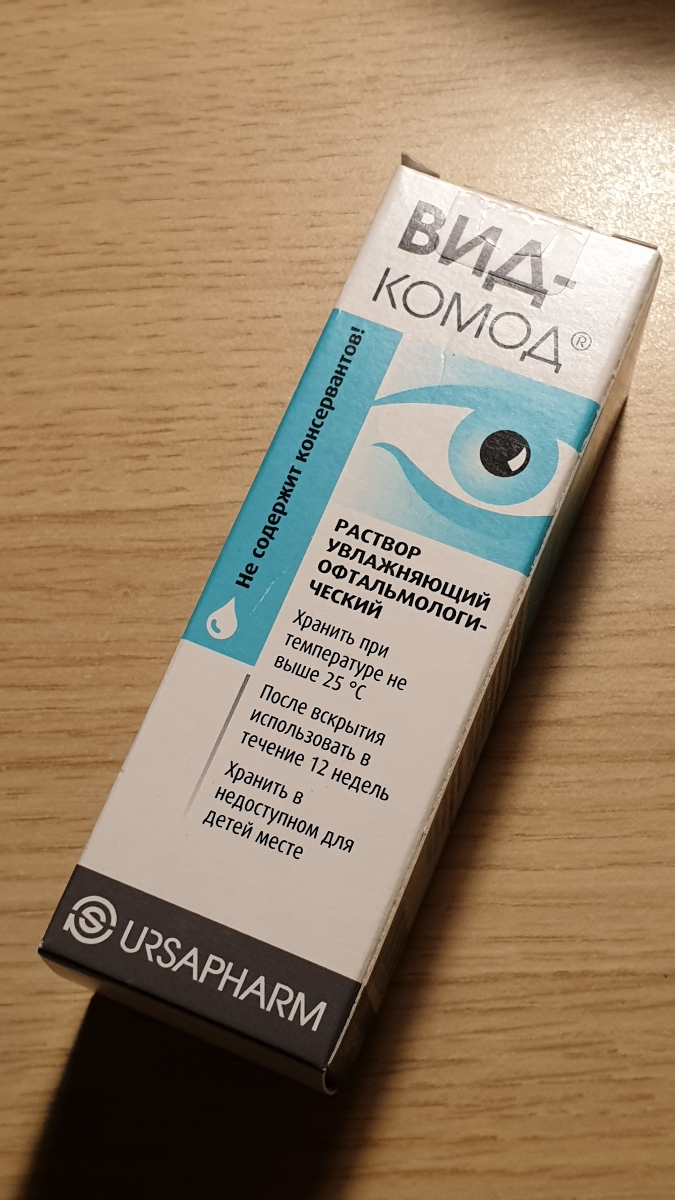 ВИД-
КОМОД®
Не содержит консервантов!
РАСТВОР
УВЛАЖНЯЮЩИЙ
ОФТАЛЬМОЛОГИ-
ЧЕСКИЙ
Хранить при
температуре не
выше 25 °C
После вскрытия
использовать в
течение 12 недель
Хранить в
недоступном для
детей месте
URSAPHARM